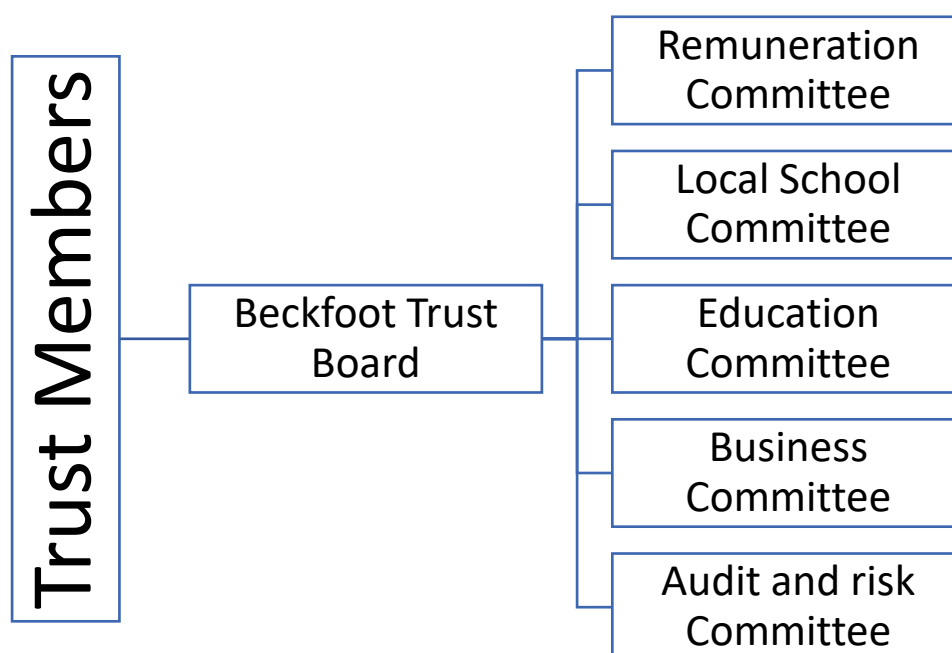 Trust Members
Beckfoot Trust
Board
Remuneration
Committee
Local School
Committee
Education
Committee
Business
Committee
Audit and risk
Committee